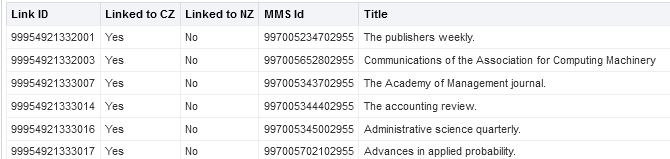 Link ID Linked to CZ Linked to NZ MMS Id Title
99954921332001 Yes No 997005234702955 The publishers weekly.
99954921332003 Yes No 997005652802955 Communications of the Association for Computing Machinery
99954921333007 Yes No 997005343702955 The Academy of Management journal.
99954921333014 Yes No 997005344402955 The accounting review.
99954921333016 Yes No 997005345002955 Administrative science quarterly.
99954921333017 Yes No 997005702102955 Advances in applied probability.